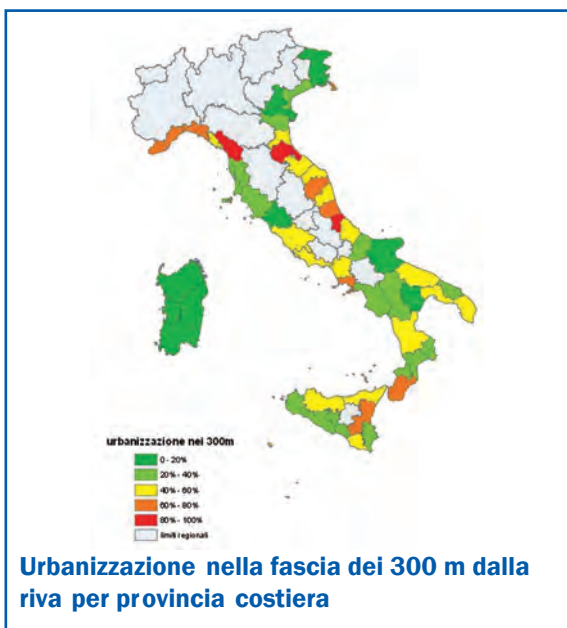 urbanizzazione nei 300m
0 - 20%
20% - 40%
40% - 60%
60% - 80%
80% - 100%
limiti regionali
Urbanizzazione nella fascia dei 300 m dalla
riva per provincia costiera